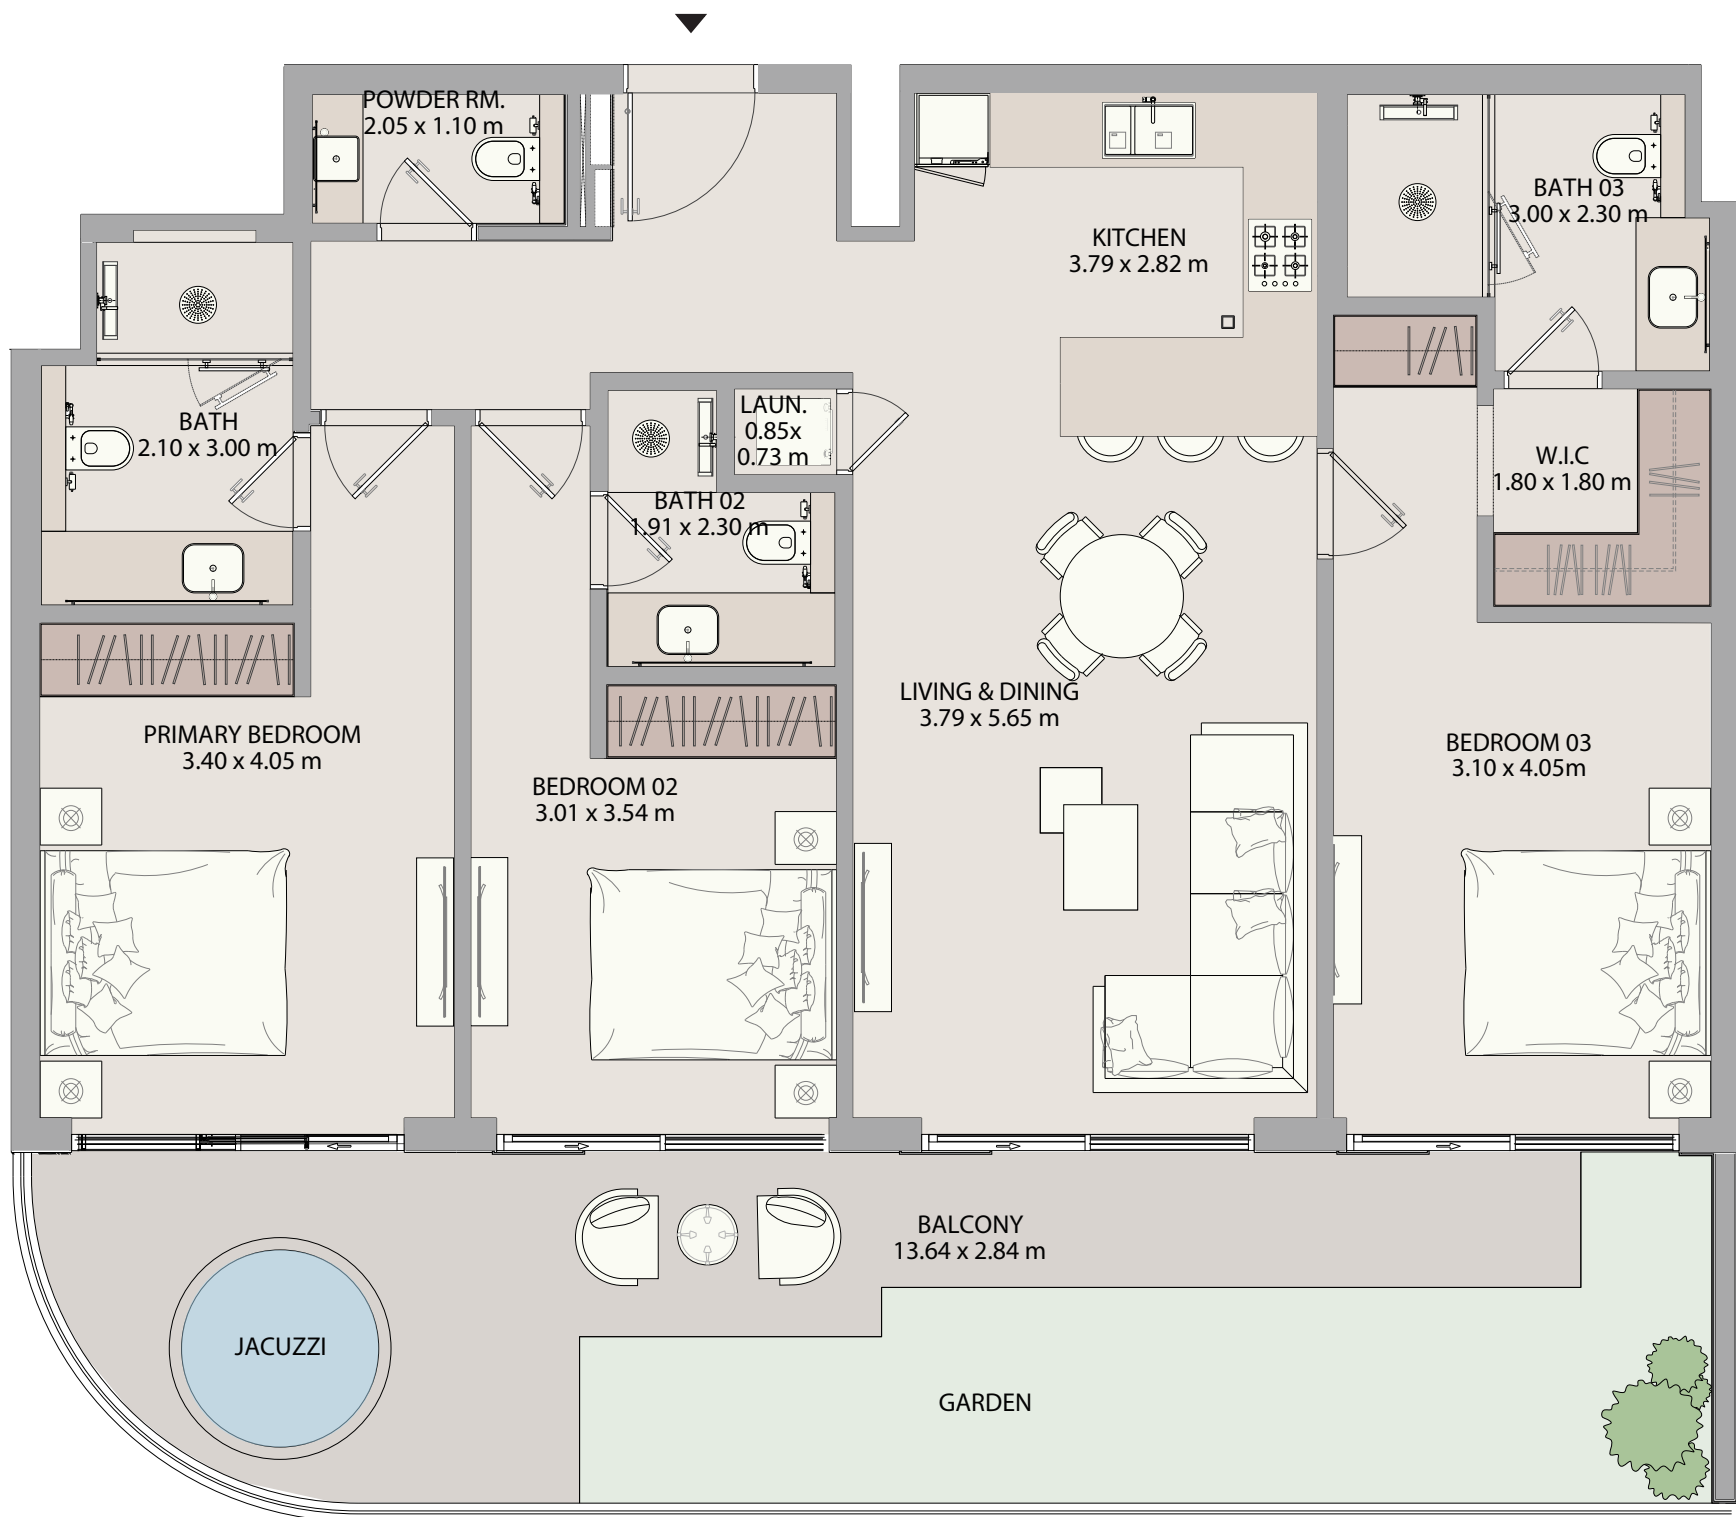 POWDER RM.
2.05 x 1.10 m
BATH 03
3.00 x 2.30 m
KITCHEN
3.79 x 2.82 m
BATH
2.10 x 3.00 m
LAUN.
0.85x
0.73 m
W.I.C
1.80 x 1.80 m
BATH 02
1.91 x 2.30 m
LIVING & DINING
3.79 x 5.65 m
PRIMARY BEDROOM
3.40 x 4.05 m
BEDROOM 03
3.10 x 4.05m
BEDROOM 02
3.01 x 3.54 m
BALCONY
13.64 x 2.84 m
JACUZZI
GARDEN